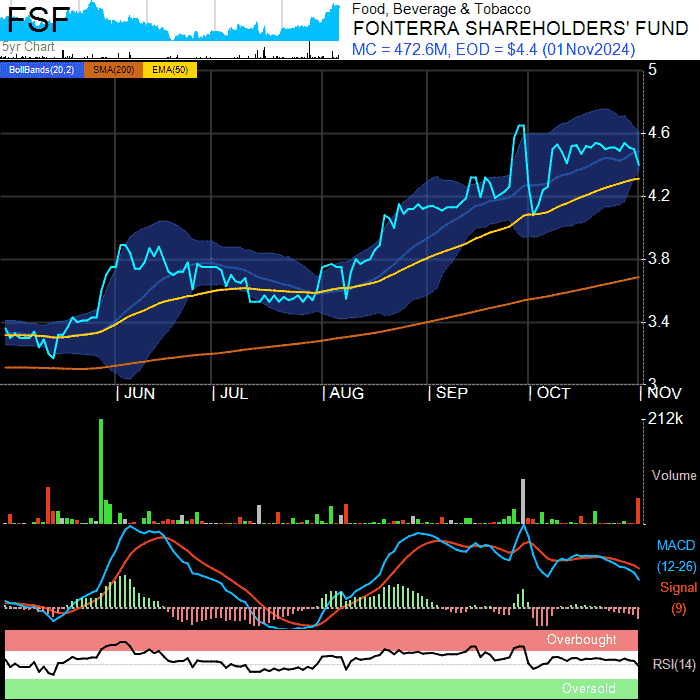 FSF
5yr Chart
Food, Beverage & Tobacco
FONTERRA SHAREHOLDERS' FUND
MC = 472.6M, EOD = $4.4 (01Nov2024)
BollBands(20,2) SMA(200) EMA(50)
5
4.6
4.2
3.8
3.4
3
JUN JUL AUG SEP OCT NOV
212k
Volume
MACD
(12-26)
Signal
(9)
Overbought
RSI(14)
Oversold